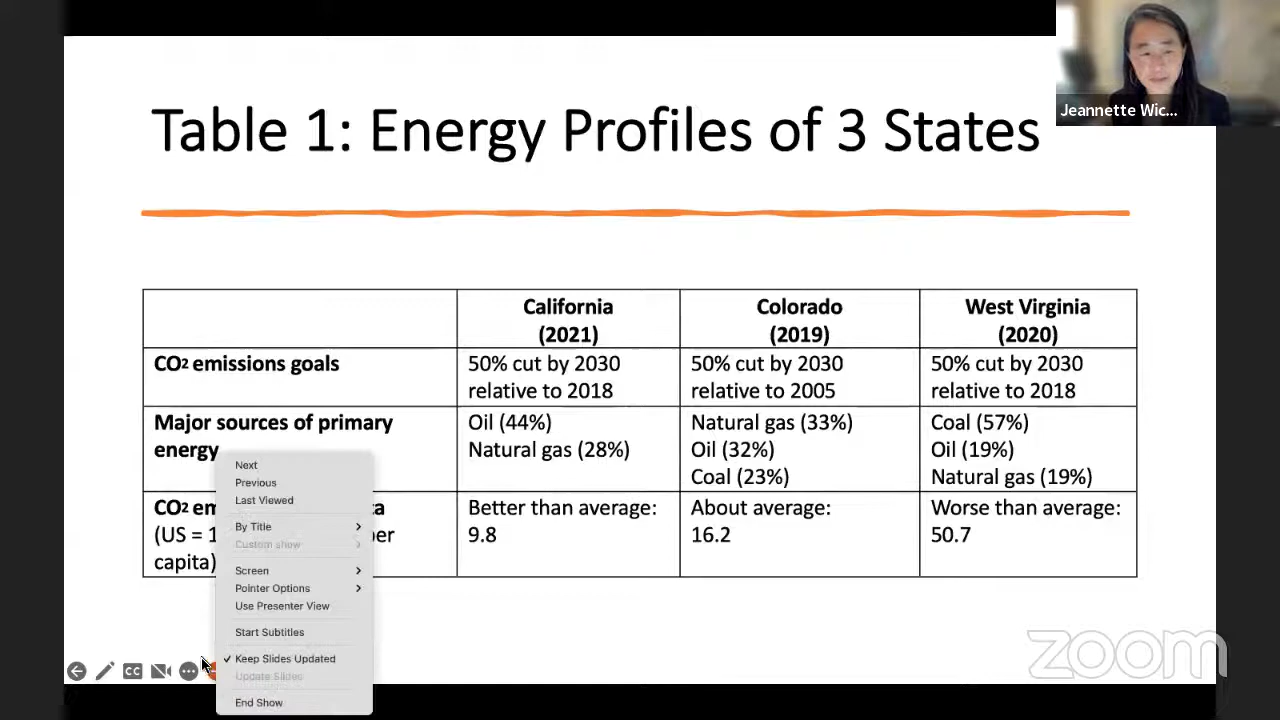 Jeannette Wic...
Table 1: Energy Profiles of 3 States
California
(2021)
Colorado
(2019)
West Virginia
(2020)
CO2 emissions goals
50% cut by 2030
relative to 2018
50% cut by 2030
relative to 2005
50% cut by 2030
relative to 2018
Major sources of primary
energy
Oil (44%)
Natural gas (28%)
Natural gas (33%)
Oil (32%)
Coal (23%)
Coal (57%)
Oil (19%)
Natural gas (19%)
CO2
(US =
capita)
Better than average:
9.8
About average:
16.2
Worse than average:
50.7
Next
Previous
Last Viewed
By Title
Custom show
Screen
Pointer Options
Use Presenter View
Start Subtitles
Keep Slides Updated
Update Slides
End Show
CC
zoom